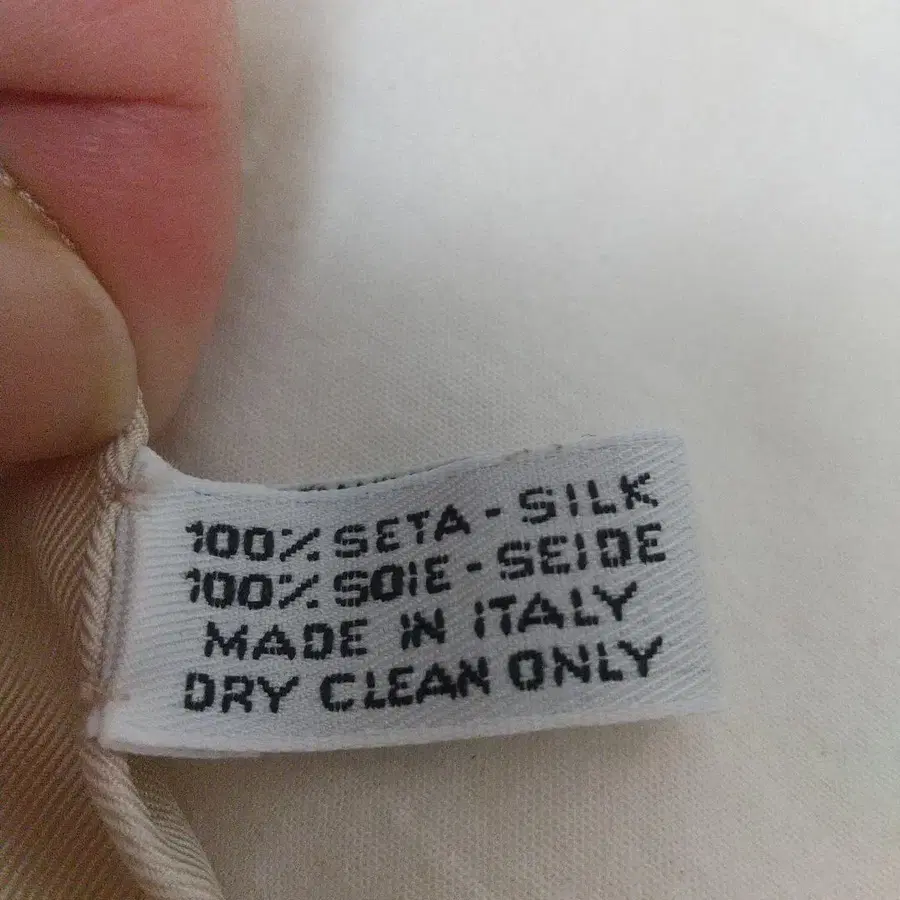 100% SETA - SILK
100% SOIE - SEIDE
MADE IN ITALY
DRY CLEAN ONLY